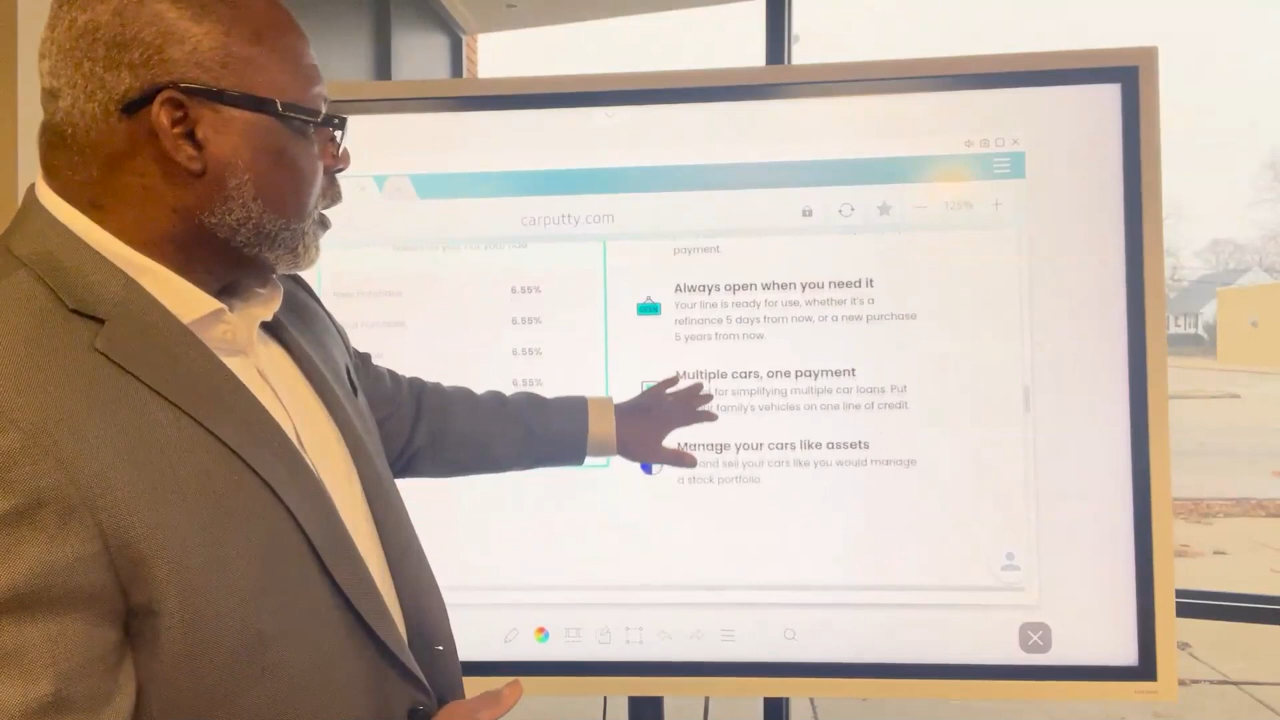 carputty.com
125%
payment.
6.55%
6.55%
6.55%
6.55%
Always open when you need it
OPEN
Your line is ready for use, whether it's a
refinance 5 days from now, or a new purchase
5 years from now.
Multiple cars, one payment
for simplifying multiple car loans. Put
family's vehicles on one line of credit.
Manage your cars like assets
and sell your cars like you would manage
a stock portfolio.